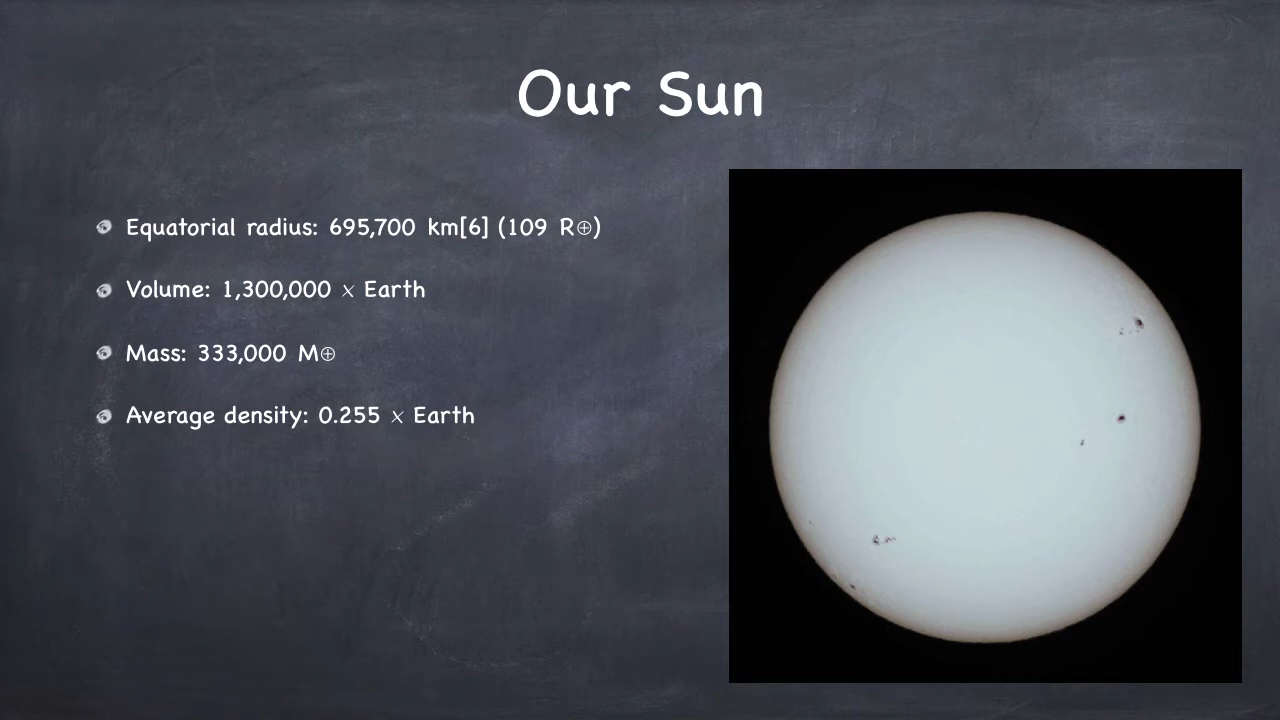 Our Sun
Equatorial radius: 695,700 km[6] (109 R⊕)
Volume: 1,300,000 × Earth
Mass: 333,000 M⊕
Average density: 0.255 × Earth